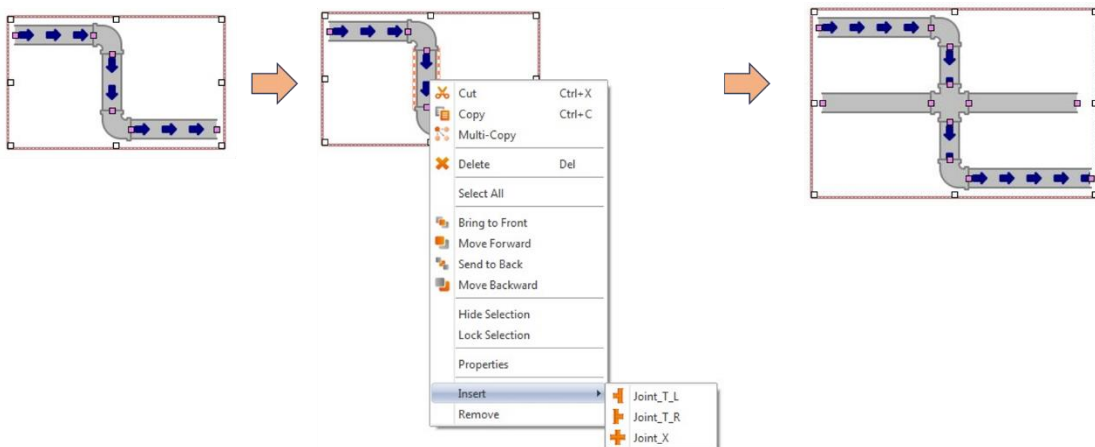 Cut Ctrl+X
Copy Ctrl+C
Multi-Copy
Delete Del
Select All
Bring to Front
Move Forward
Send to Back
Move Backward
Hide Selection
Lock Selection
Properties
Insert
Remove
Joint_T_L
Joint_T_R
Joint_X